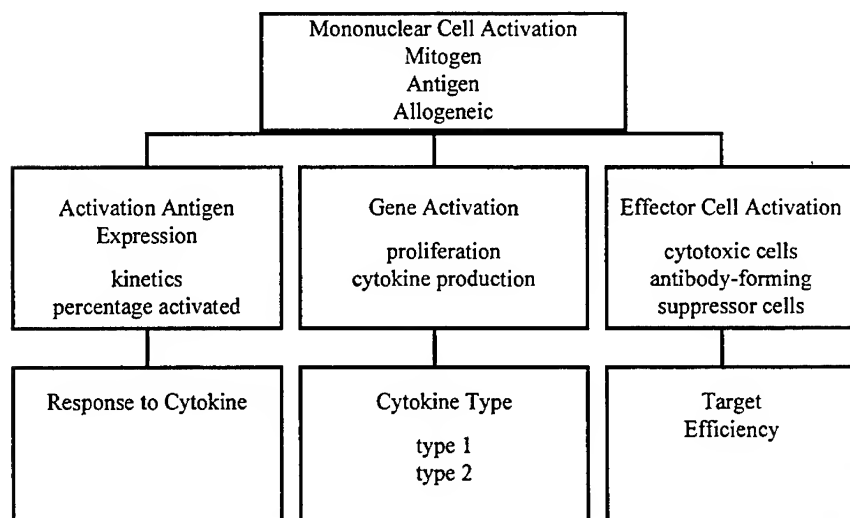 Mononuclear Cell Activation
Mitogen
Antigen
Allogeneic
Activation Antigen
Expression
kinetics
percentage activated
Gene Activation
proliferation
cytokine production
Effector Cell Activation
cytotoxic cells
antibody-forming
suppressor cells
Response to Cytokine
Cytokine Type
type 1
type 2
Target
Efficiency